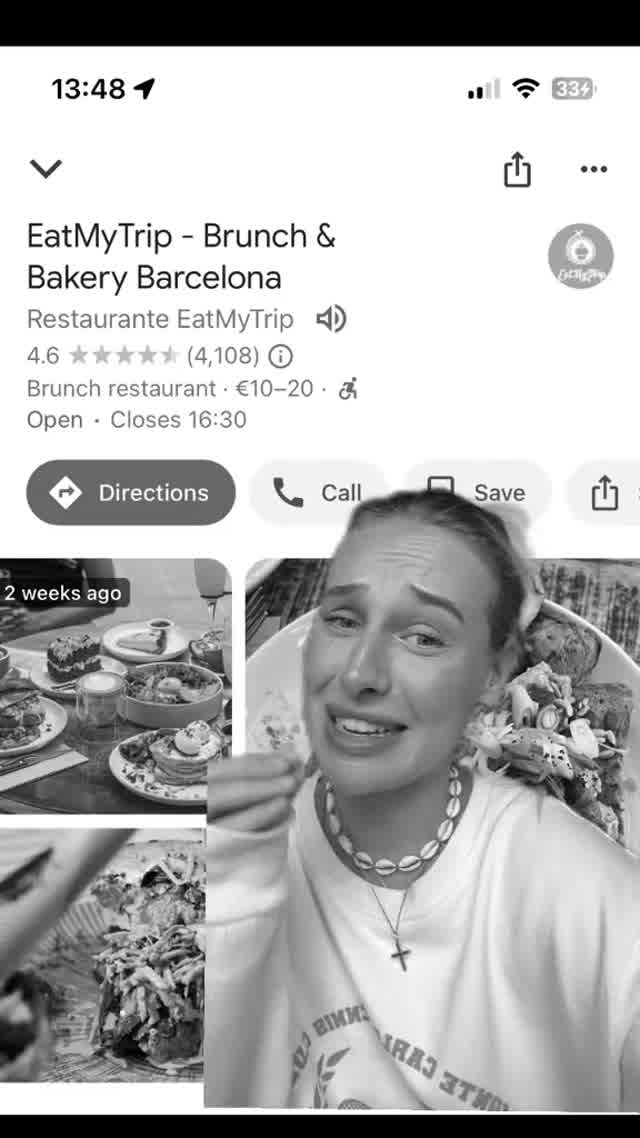 13:48
33
EatMyTrip - Brunch &
Bakery Barcelona
EatMyTrip
Restaurante EatMyTrip
4.6 (4,108)
Brunch restaurant · €10–20 ·
Open · Closes 16:30
Directions
Call
Save
2 weeks ago